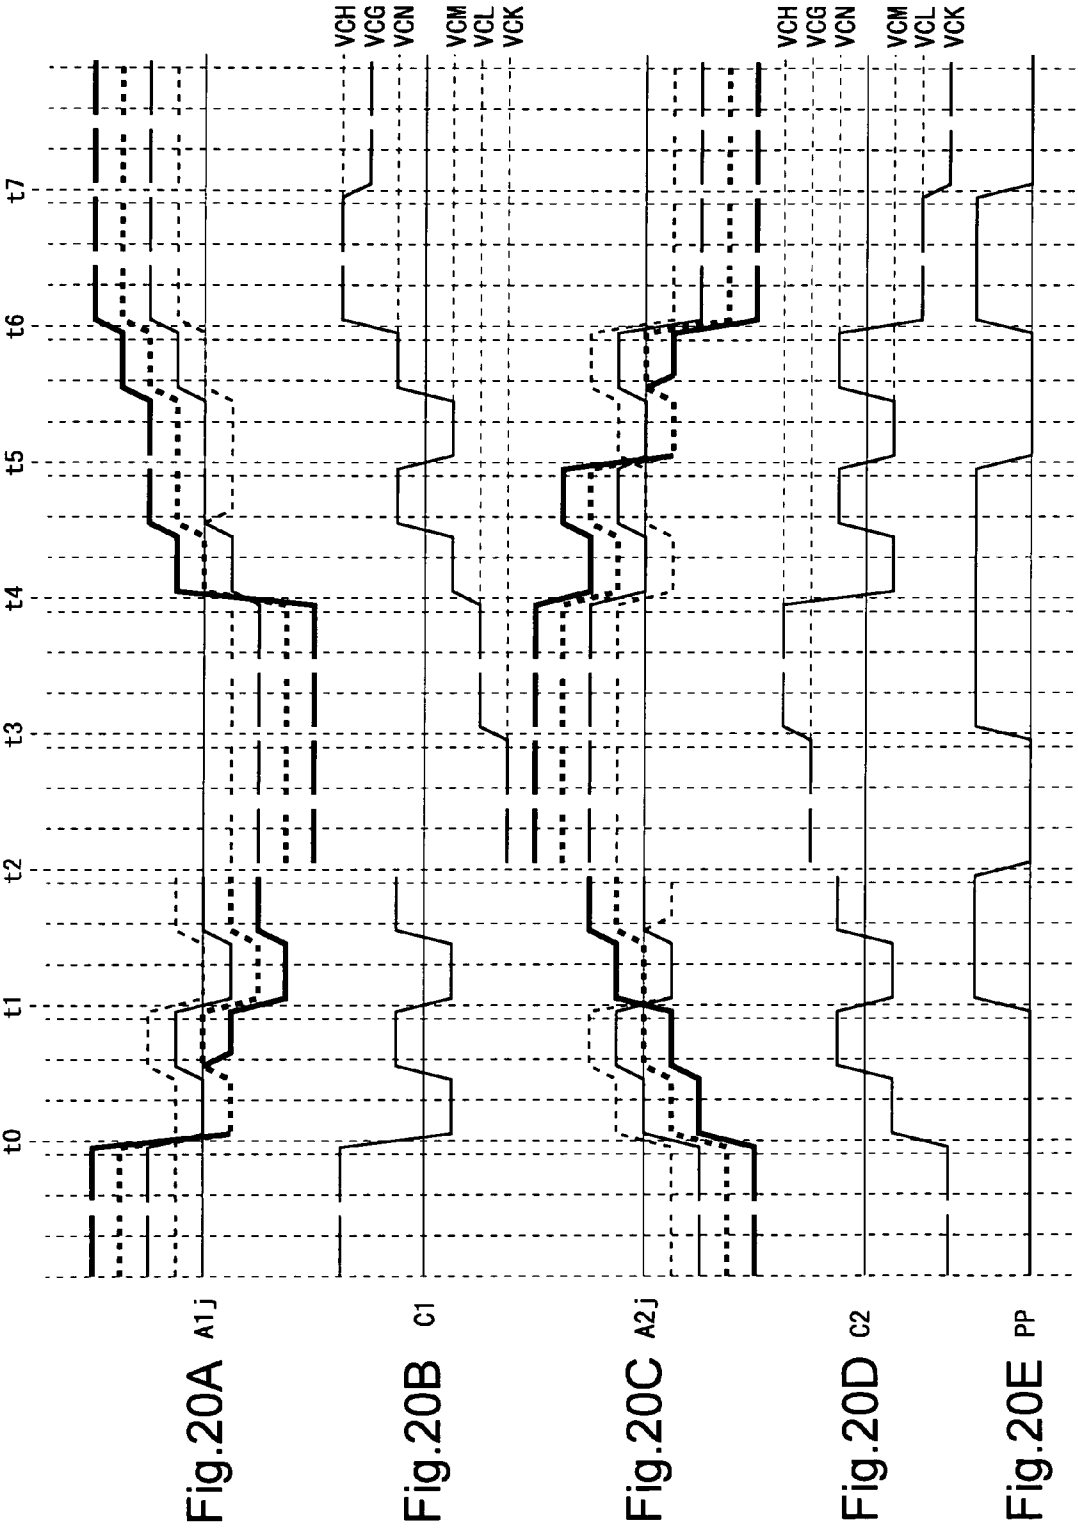 t0 t1 t2 t3 t4 t5 t6 t7
Fig.20A A1j
VCH
VCG
VCN
VCM
VCL
VCK
Fig.20B C1
Fig.20C A2j
VCH
VCG
VCN
VCM
VCL
VCK
Fig.20D C2
Fig.20E PP